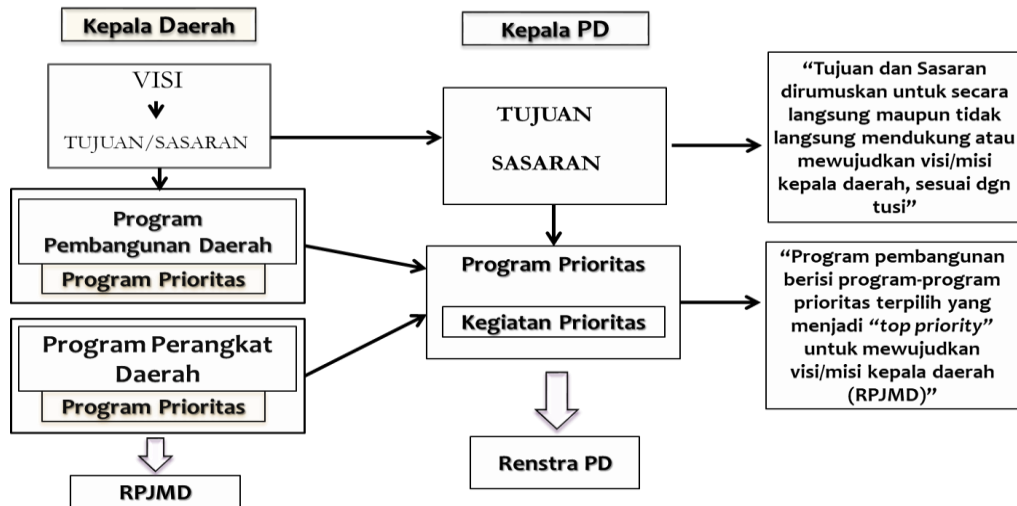 Kepala Daerah
VISI
TUJUAN/SASARAN
Program
Pembangunan Daerah
Program Prioritas
Program Perangkat
Daerah
Program Prioritas
RPJMD
Kepala PD
TUJUAN
SASARAN
Program Prioritas
Kegiatan Prioritas
Renstra PD
“Tujuan dan Sasaran
dirumuskan untuk secara
langsung maupun tidak
langsung mendukung atau
mewujudkan visi/misi
kepala daerah, sesuai dgn
tusi”
“Program pembangunan
berisi program-program
prioritas terpilih yang
menjadi “top priority”
untuk mewujudkan
visi/misi kepala daerah
(RPJMD)”